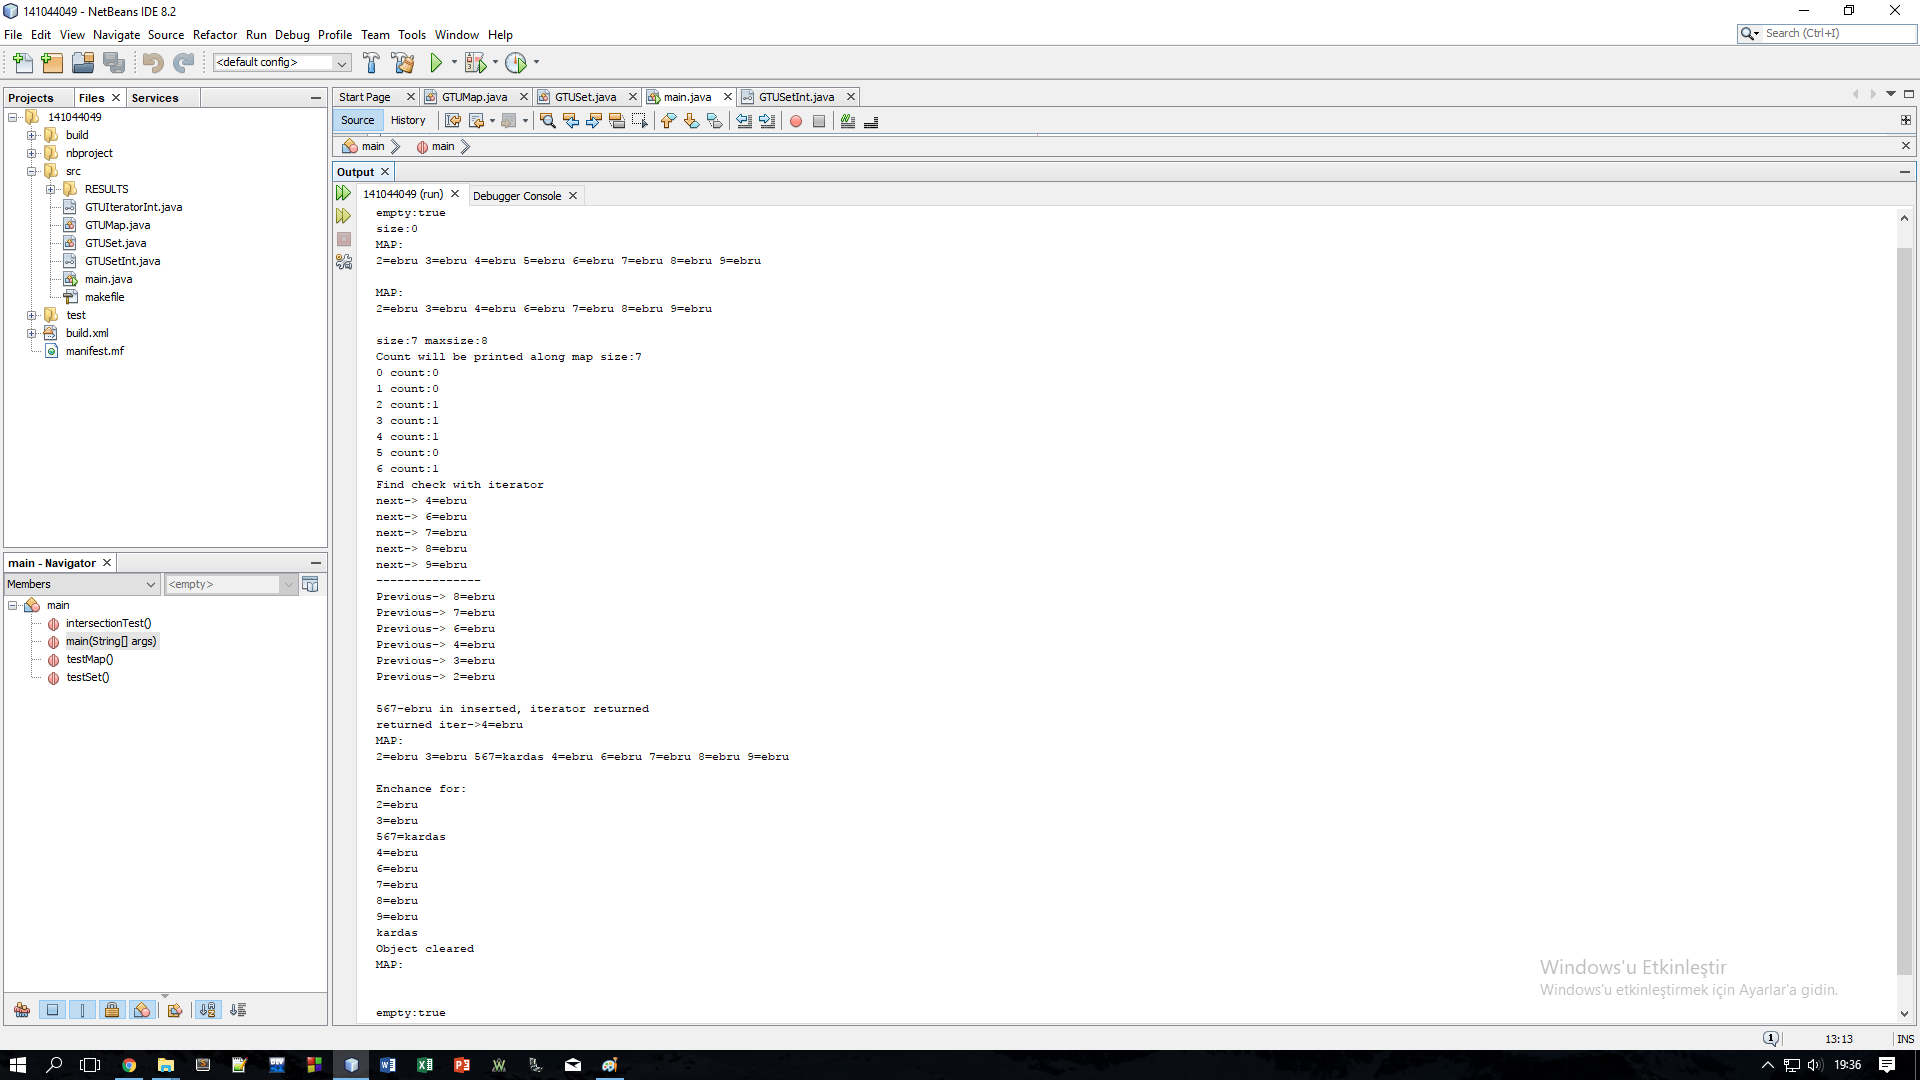 141044049 - NetBeans IDE 8.2
File Edit View Navigate Source Refactor Run Debug Profile Team Tools Window Help
Search (Ctrl+I)
<default config>
Projects Files Services
141044049
build
nbproject
src
RESULTS
GTUIteratorInt.java
GTUMap.java
GTUSet.java
GTUSetInt.java
main.java
makefile
test
build.xml
manifest.mf
main - Navigator
Members <empty>
main
intersectionTest()
main(String[] args)
testMap()
testSet()
Start Page GTUMap.java GTUSet.java main.java GTUSetInt.java
Source History
main main
Output
141044049 (run) Debugger Console
empty:true
size:0
MAP:
2=ebru 3=ebru 4=ebru 5=ebru 6=ebru 7=ebru 8=ebru 9=ebru
MAP:
2=ebru 3=ebru 4=ebru 6=ebru 7=ebru 8=ebru 9=ebru
size:7 maxsize:8
Count will be printed along map size:7
0 count:0
1 count:0
2 count:1
3 count:1
4 count:1
5 count:0
6 count:1
Find check with iterator
next-> 4=ebru
next-> 6=ebru
next-> 7=ebru
next-> 8=ebru
next-> 9=ebru
---------------
Previous-> 8=ebru
Previous-> 7=ebru
Previous-> 6=ebru
Previous-> 4=ebru
Previous-> 3=ebru
Previous-> 2=ebru
567-ebru in inserted, iterator returned
returned iter->4=ebru
MAP:
2=ebru 3=ebru 567=kardas 4=ebru 6=ebru 7=ebru 8=ebru 9=ebru
Enchance for:
2=ebru
3=ebru
567=kardas
4=ebru
6=ebru
7=ebru
8=ebru
9=ebru
kardas
Object cleared
MAP:
empty:true
Windows'u Etkinleştir
Windows'u etkinleştirmek için Ayarlar'a gidin.
1 13:13 INS
19:36